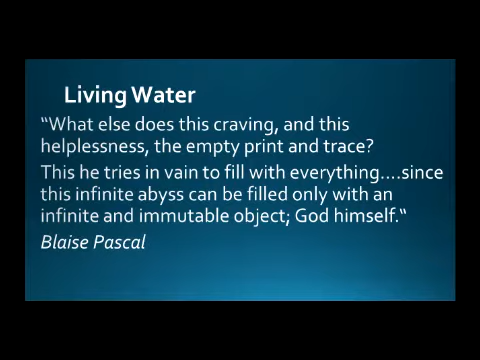 Living Water
“What else does this craving, and this
helplessness, the empty print and trace?
This he tries in vain to fill with everything….since
this infinite abyss can be filled only with an
infinite and immutable object; God himself.“
Blaise Pascal